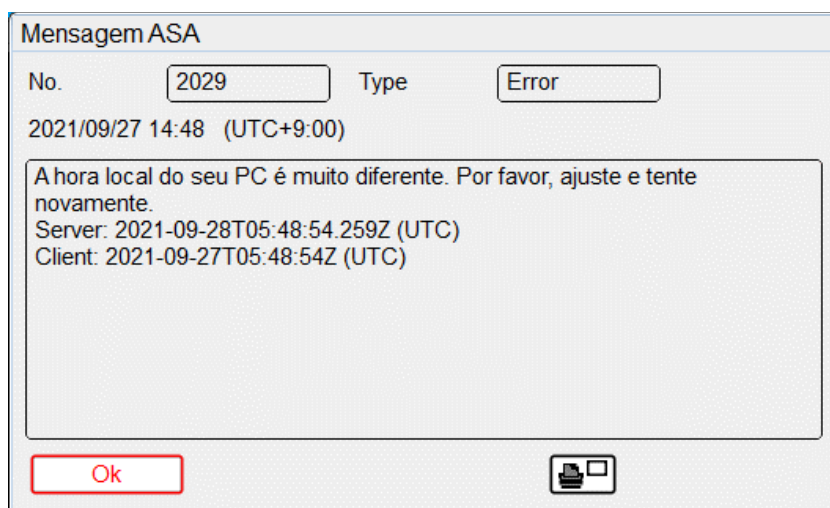 Mensagem ASA
No. 2029 Type Error
2021/09/27 14:48 (UTC+9:00)
A hora local do seu PC é muito diferente. Por favor, ajuste e tente
novamente.
Server: 2021-09-28T05:48:54.259Z (UTC)
Client: 2021-09-27T05:48:54Z (UTC)
Ok